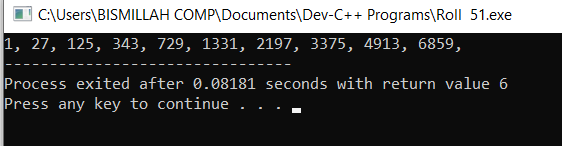 C:\Users\BISMILLAH COMP\Documents\Dev-C++ Programs\Roll  51.exe
1, 27, 125, 343, 729, 1331, 2197, 3375, 4913, 6859,
--------------------------------
Process exited after 0.08181 seconds with return value 6
Press any key to continue . . .